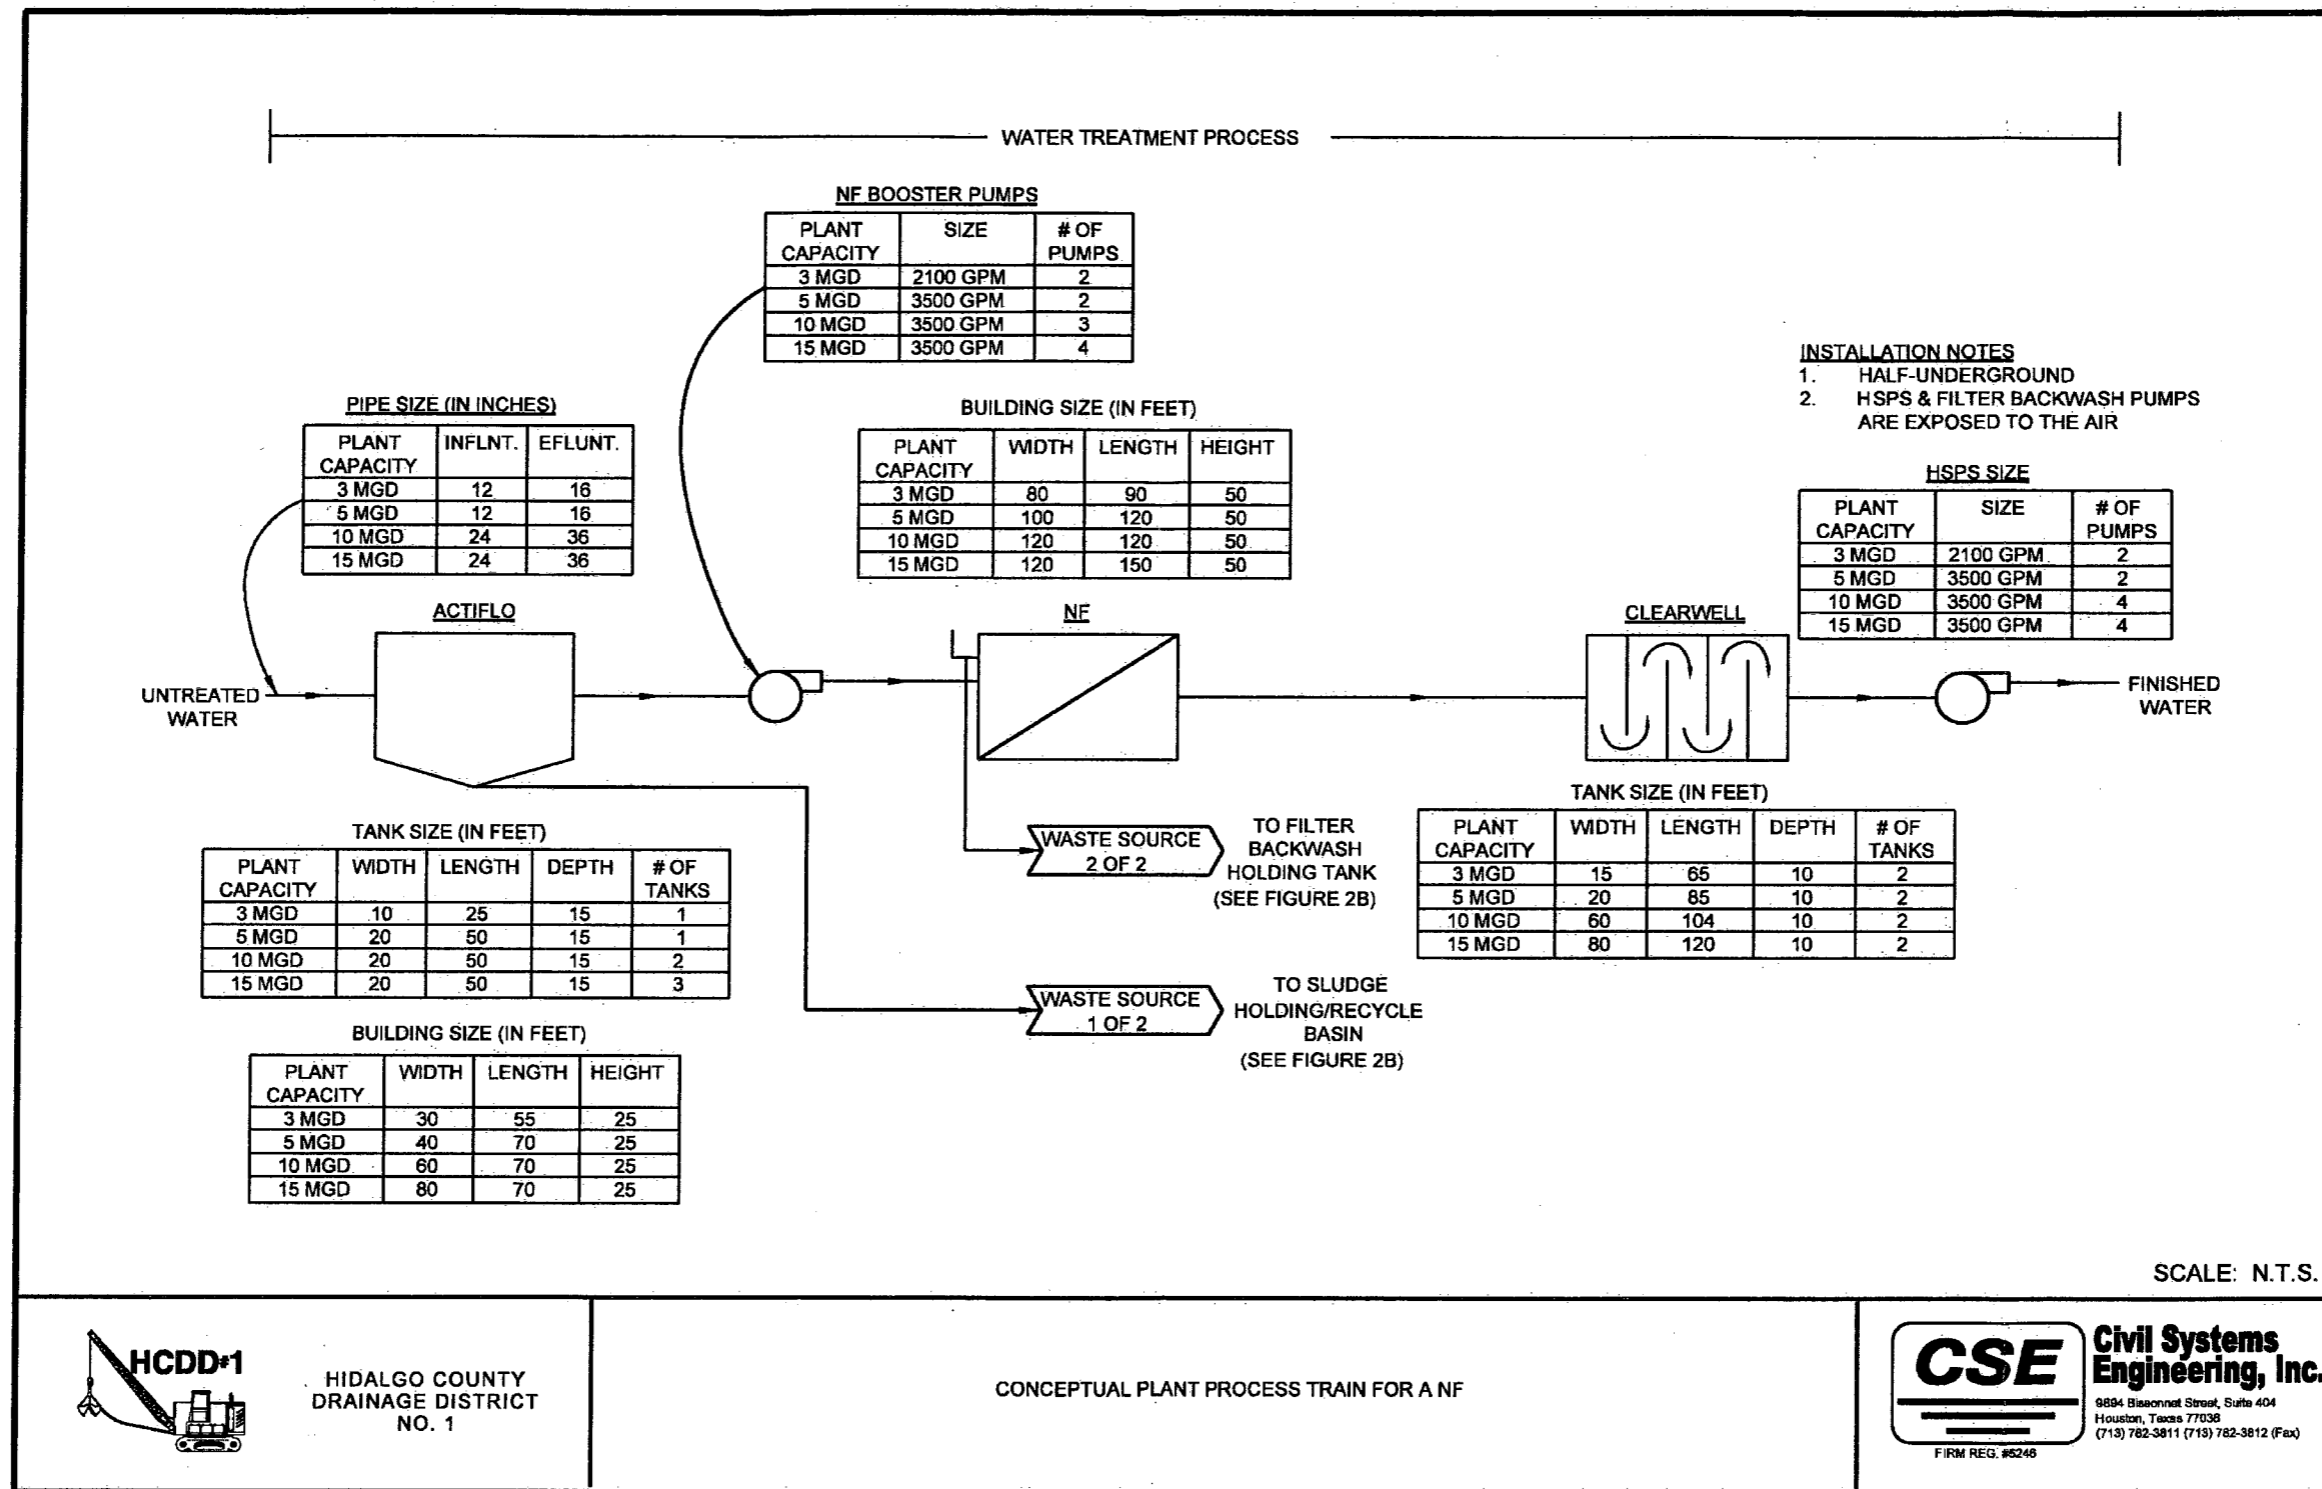 WATER TREATMENT PROCESS
NF BOOSTER PUMPS
PLANT CAPACITY SIZE # OF PUMPS
3 MGD 2100 GPM 2
5 MGD 3500 GPM 2
10 MGD 3500 GPM 3
15 MGD 3500 GPM 4
INSTALLATION NOTES
1. HALF-UNDERGROUND
2. HSPS & FILTER BACKWASH PUMPS
ARE EXPOSED TO THE AIR
PIPE SIZE (IN INCHES)
PLANT CAPACITY INFLNT. EFLUNT.
3 MGD 12 16
5 MGD 12 16
10 MGD 24 36
15 MGD 24 36
BUILDING SIZE (IN FEET)
PLANT CAPACITY WIDTH LENGTH HEIGHT
3 MGD 80 90 50
5 MGD 100 120 50
10 MGD 120 120 50
15 MGD 120 150 50
HSPS SIZE
PLANT CAPACITY SIZE # OF PUMPS
3 MGD 2100 GPM 2
5 MGD 3500 GPM 2
10 MGD 3500 GPM 4
15 MGD 3500 GPM 4
ACTIFLO
NF
CLEARWELL
UNTREATED
WATER
FINISHED
WATER
TANK SIZE (IN FEET)
PLANT CAPACITY WIDTH LENGTH DEPTH # OF TANKS
3 MGD 10 25 15 1
5 MGD 20 50 15 1
10 MGD 20 50 15 2
15 MGD 20 50 15 3
WASTE SOURCE
2 OF 2
TO FILTER
BACKWASH
HOLDING TANK
(SEE FIGURE 2B)
TANK SIZE (IN FEET)
PLANT CAPACITY WIDTH LENGTH DEPTH # OF TANKS
3 MGD 15 65 10 2
5 MGD 20 85 10 2
10 MGD 60 104 10 2
15 MGD 80 120 10 2
WASTE SOURCE
1 OF 2
TO SLUDGE
HOLDING/RECYCLE
BASIN
(SEE FIGURE 2B)
BUILDING SIZE (IN FEET)
PLANT CAPACITY WIDTH LENGTH HEIGHT
3 MGD 30 55 25
5 MGD 40 70 25
10 MGD 60 70 25
15 MGD 80 70 25
SCALE: N.T.S.
HCDD#1
HIDALGO COUNTY
DRAINAGE DISTRICT
NO. 1
CONCEPTUAL PLANT PROCESS TRAIN FOR A NF
CSE
FIRM REG. #5246
Civil Systems
Engineering, Inc.
9894 Bissonnet Street, Suite 404
Houston, Texas 77036
(713) 782-3811 (713) 782-3812 (Fax)